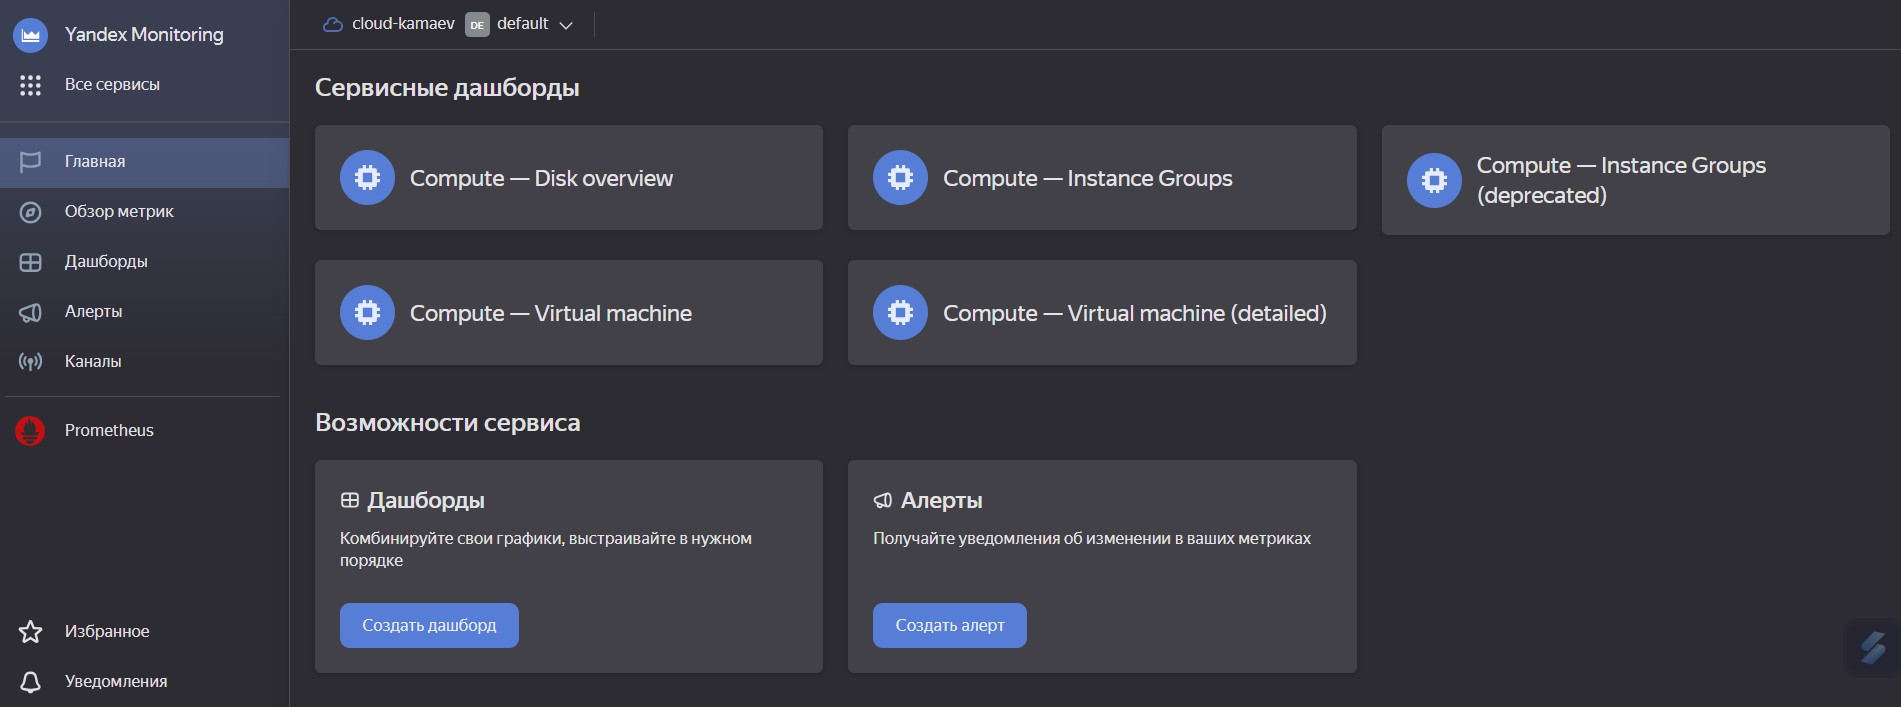 Yandex Monitoring
Все сервисы
Главная
Обзор метрик
Дашборды
Алерты
Каналы
Prometheus
Избранное
Уведомления
cloud-kamaev DE default
Сервисные дашборды
Compute — Disk overview
Compute — Instance Groups
Compute — Instance Groups
(deprecated)
Compute — Virtual machine
Compute — Virtual machine (detailed)
Возможности сервиса
Дашборды
Комбинируйте свои графики, выстраивайте в нужном
порядке
Создать дашборд
Алерты
Получайте уведомления об изменении в ваших метриках
Создать алерт